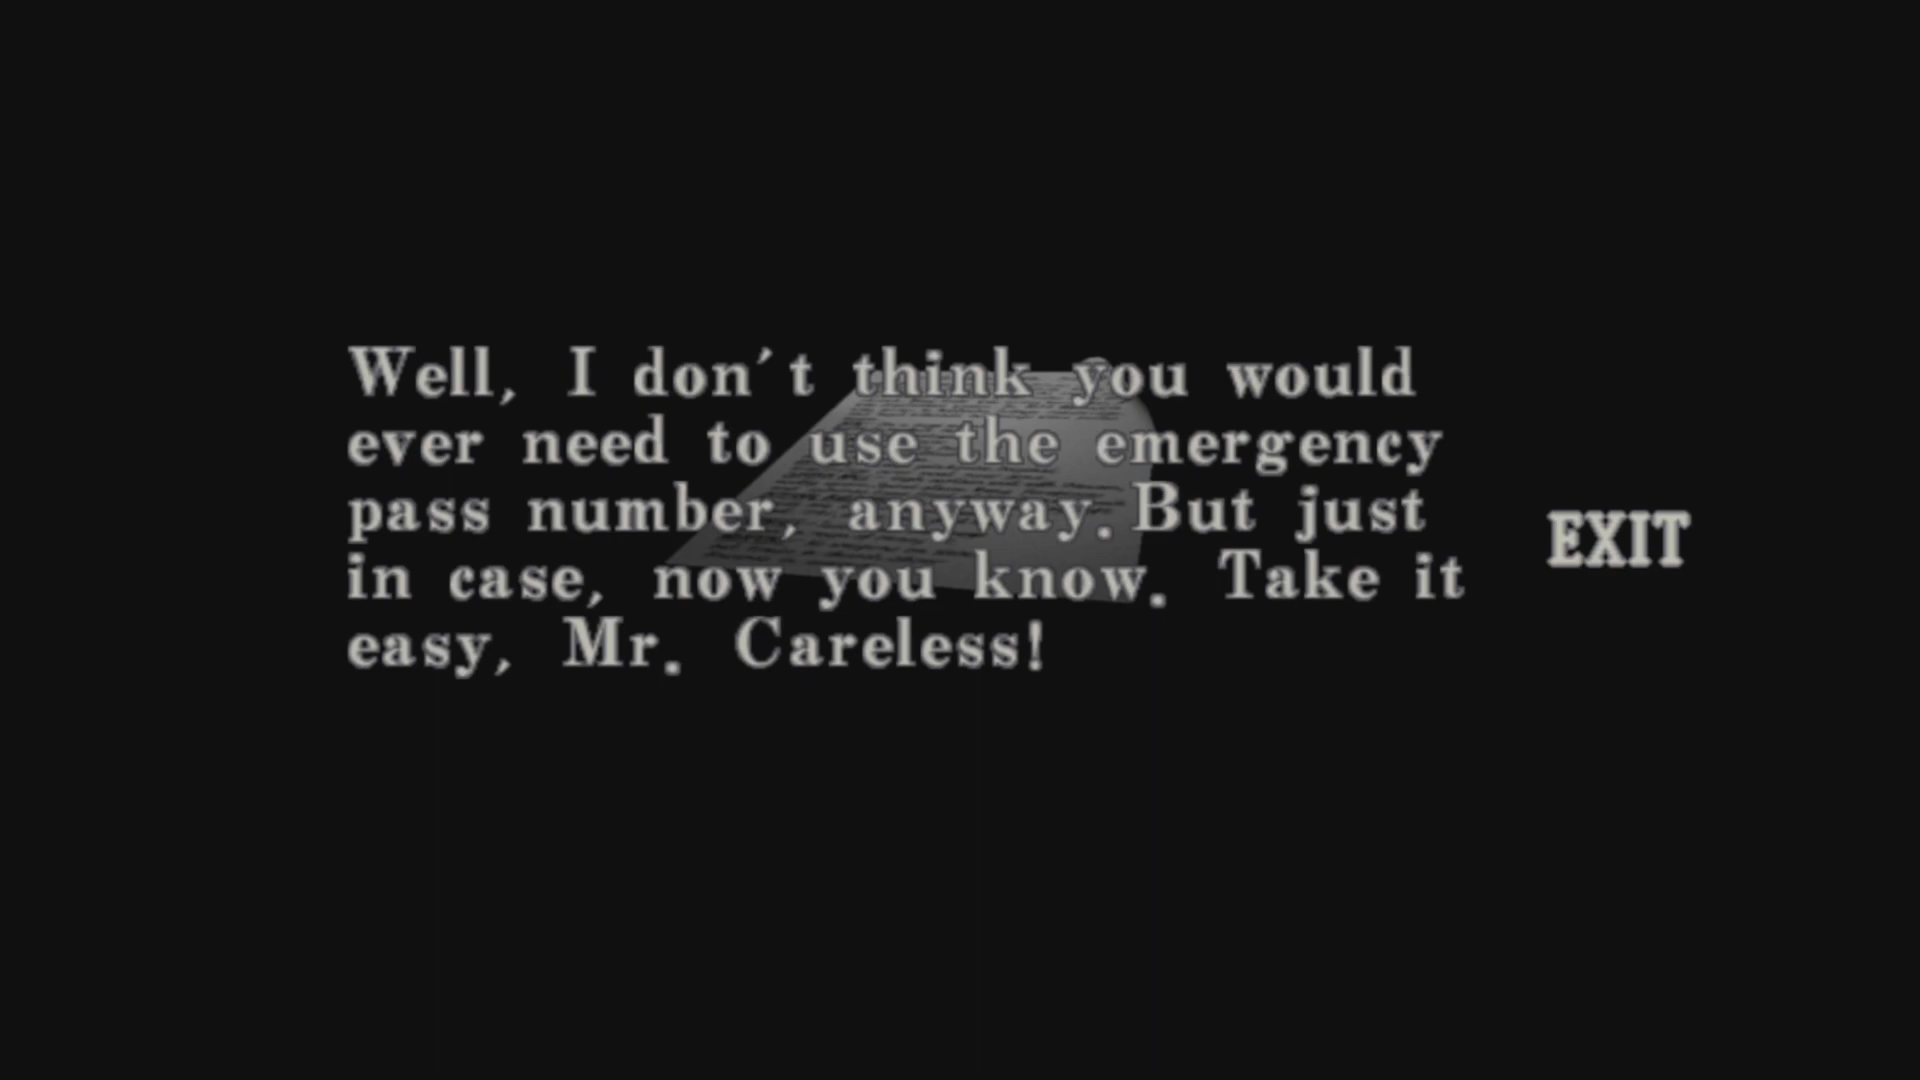 Well, I don't think you would
ever need to use the emergency
pass number, anyway. But just
in case, now you know. Take it
easy, Mr. Careless!
EXIT